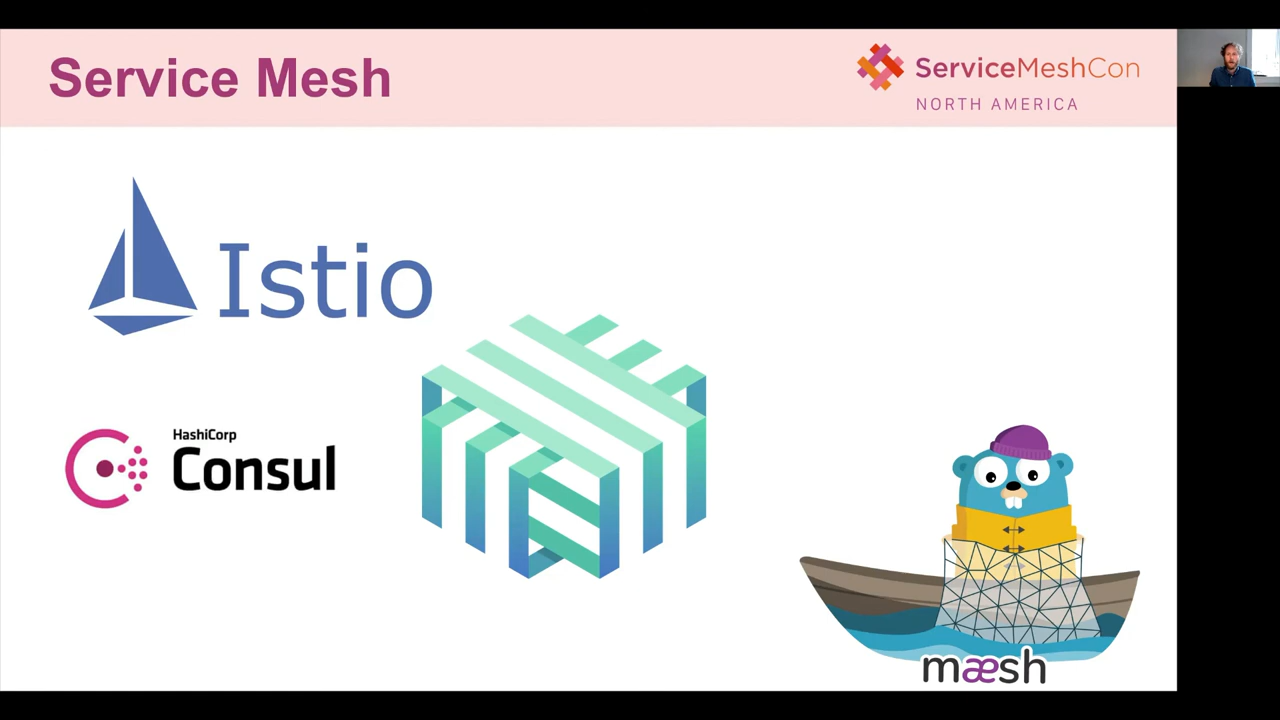 Service Mesh
ServiceMeshCon
NORTH AMERICA
Istio
HashiCorp
Consul
mæsh